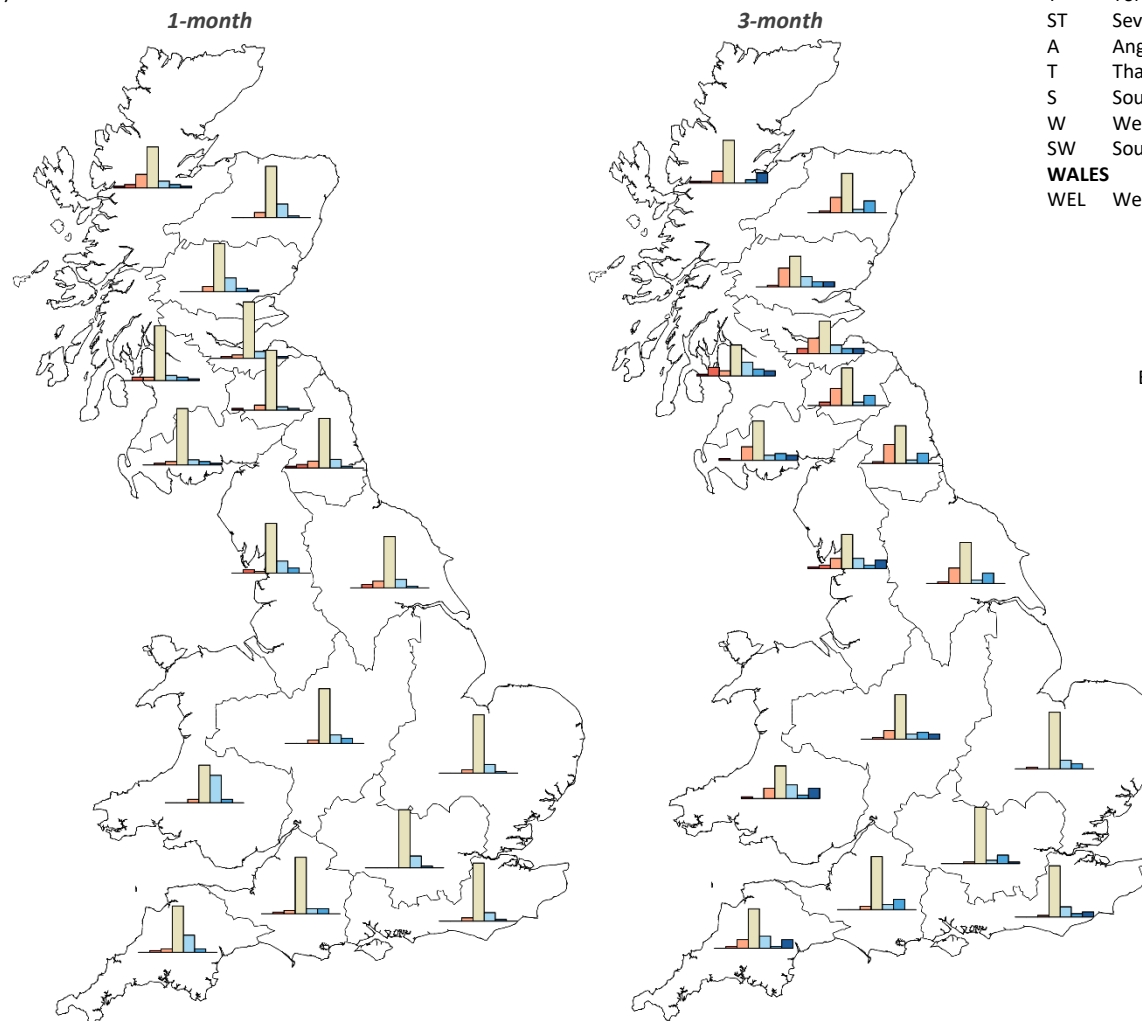 1-month
3-month
ST Sev
A Ang
T Tha
S Sou
W We
SW Sou
WALES
WEL We